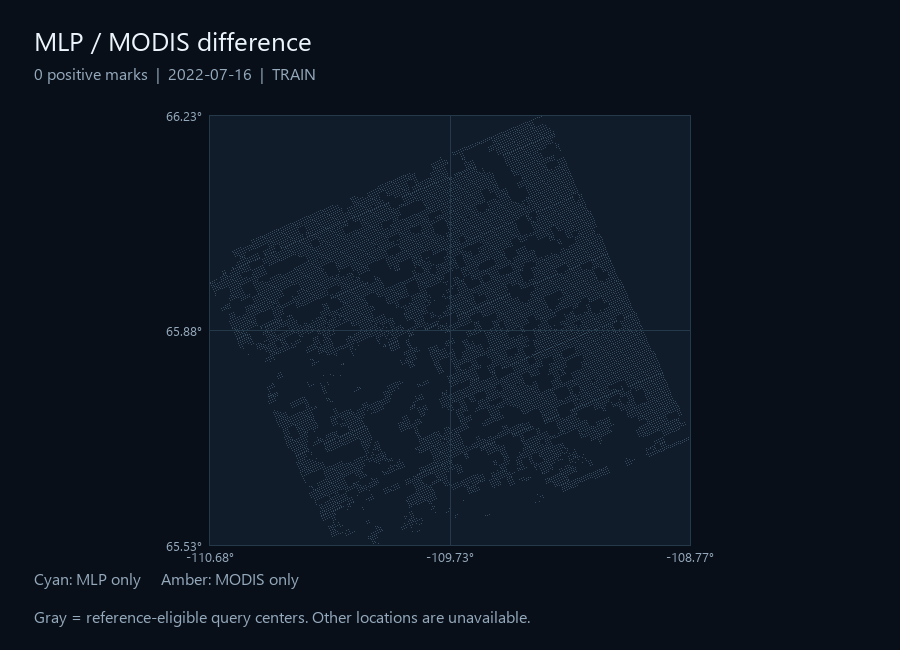 MLP / MODIS difference
0 positive marks | 2022-07-16 | TRAIN
66.23°
65.88°
65.53°
-110.68° -109.73° -108.77°
Cyan: MLP only Amber: MODIS only
Gray = reference-eligible query centers. Other locations are unavailable.